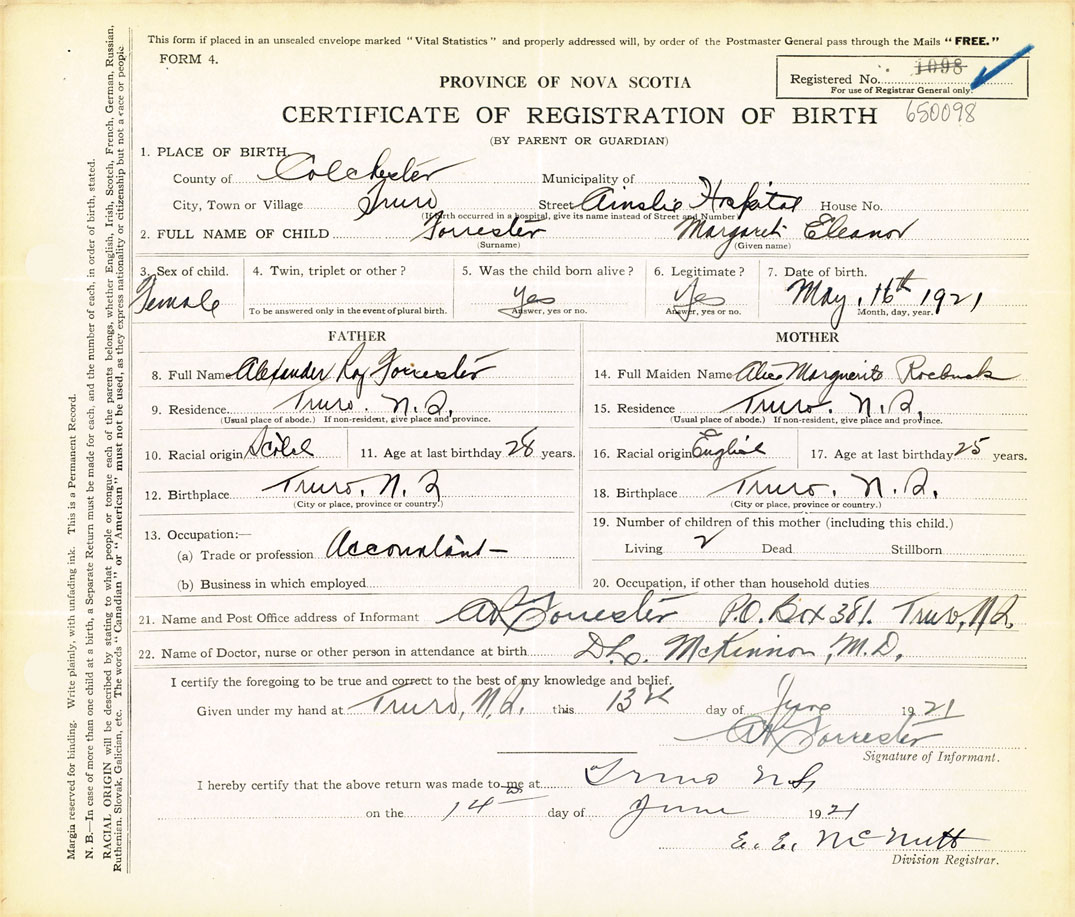 This form if placed in an unsealed envelope marked "Vital Statistics" and properly addressed will, by order of the Postmaster General pass through the Mails "FREE."
FORM 4.
PROVINCE OF NOVA SCOTIA
Registered No. 1098
For use of Registrar General only.
CERTIFICATE OF REGISTRATION OF BIRTH 650098
(BY PARENT OR GUARDIAN)
1. PLACE OF BIRTH
County of Colchester Municipality of
City, Town or Village Truro Street Ainslie Hospital House No.
(If birth occurred in a hospital, give its name instead of Street and Number)
2. FULL NAME OF CHILD Forrester Margaret Eleanor
(Surname) (Given name)
3. Sex of child. 4. Twin, triplet or other? 5. Was the child born alive? 6. Legitimate? 7. Date of birth.
Female Yes Yes May, 16th 1921
To be answered only in the event of plural birth. Answer, yes or no. Answer, yes or no. Month, day, year.
FATHER
8. Full Name Alexander Roy Forrester
9. Residence Truro. N.S.
(Usual place of abode.) If non-resident, give place and province.
10. Racial origin 11. Age at last birthday 28 years.
12. Birthplace Truro. N.S
(City or place, province or country.)
13. Occupation:—
(a) Trade or profession Accountant
(b) Business in which employed
MOTHER
14. Full Maiden Name Alice Marguerite Roebuck
15. Residence Truro. N.S.
(Usual place of abode.) If non-resident, give place and province.
16. Racial origin English 17. Age at last birthday 25 years.
18. Birthplace Truro. N.S.
(City or place, province or country.)
19. Number of children of this mother (including this child.)
Living 2 Dead Stillborn
20. Occupation, if other than household duties
21. Name and Post Office address of Informant AR Forrester P.O. Box 381. Truro, N.S.
22. Name of Doctor, nurse or other person in attendance at birth McKinnon, M.D.
I certify the foregoing to be true and correct to the best of my knowledge and belief.
Given under my hand at Truro, N.S. this 13th day of June 1921
AR Forrester
Signature of Informant.
I hereby certify that the above return was made to me at Truro N.S.
on the 14 day of June 1921
E. E. McNutt
Division Registrar.
Margia reserved for binding. Write plainly, with unfading ink. This is a Permanent Record.
N. B.—In case of more than one child at a birth, a Separate Return must be made for each, and the number of each, in order of birth, stated.
RACIAL ORIGIN will be described by stating to what people or tongue each of the parents belongs, whether English, Irish, Scotch, French, German, Russian,
Ruthenian, Slovak, Galician, etc. The words "Canadian" or "American" must not be used, as they express nationality or citizenship but not a race or people